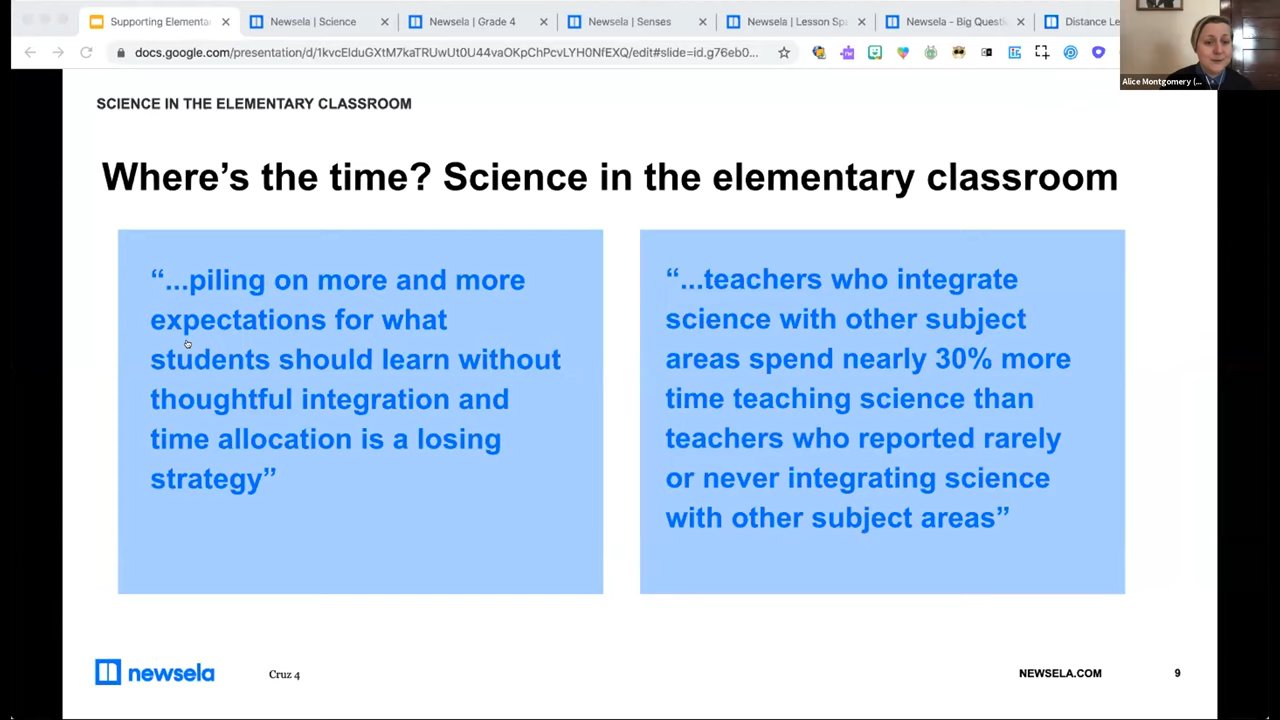 Supporting Elementa
Newsela | Science
Newsela | Grade 4
Newsela | Senses
Newsela | Lesson Spa
Newsela – Big Questi
Distance Le
docs.google.com/presentation/d/1kvcElduGXtM7kaTRUwUt0U44vaOKpChPcvLYH0NfEXQ/edit#slide=id.g76eb0...
Alice Montgomery (...
SCIENCE IN THE ELEMENTARY CLASSROOM
Where’s the time? Science in the elementary classroom
“...piling on more and more
expectations for what
students should learn without
thoughtful integration and
time allocation is a losing
strategy”
“...teachers who integrate
science with other subject
areas spend nearly 30% more
time teaching science than
teachers who reported rarely
or never integrating science
with other subject areas”
newsela
Cruz 4
NEWSELA.COM
9